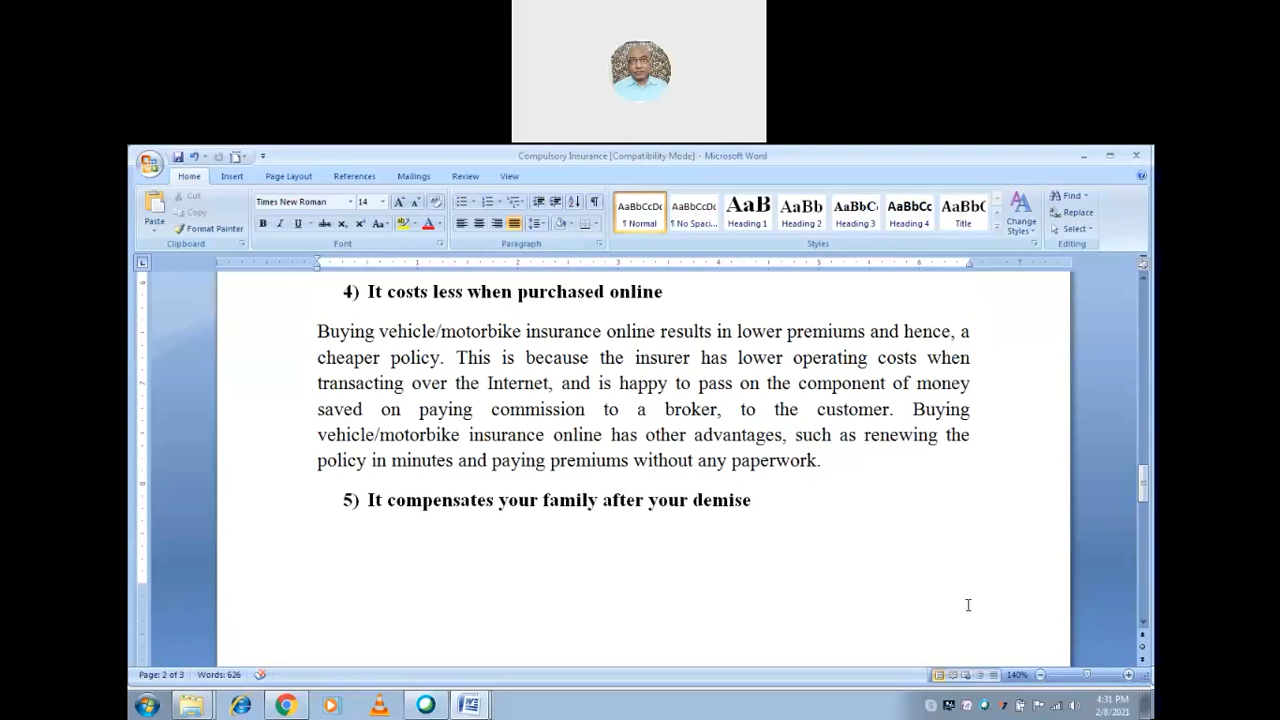 Compulsory Insurance [Compatibility Mode] - Microsoft Word
Home Insert Page Layout References Mailings Review View
Paste
Cut
Copy
Format Painter
Clipboard
Times New Roman 14
Font
Paragraph
AaBbCcDc AaBbCcDc AaB AaBb AaBbC AaBbCc AaBbC
¶ Normal ¶ No Spaci... Heading 1 Heading 2 Heading 3 Heading 4 Title
Change Styles
Styles
Find
Replace
Select
Editing
4) It costs less when purchased online
Buying vehicle/motorbike insurance online results in lower premiums and hence, a
cheaper policy. This is because the insurer has lower operating costs when
transacting over the Internet, and is happy to pass on the component of money
saved on paying commission to a broker, to the customer. Buying
vehicle/motorbike insurance online has other advantages, such as renewing the
policy in minutes and paying premiums without any paperwork.
5) It compensates your family after your demise
Page: 2 of 3 Words: 626 140%
4:31 PM
2/8/2021